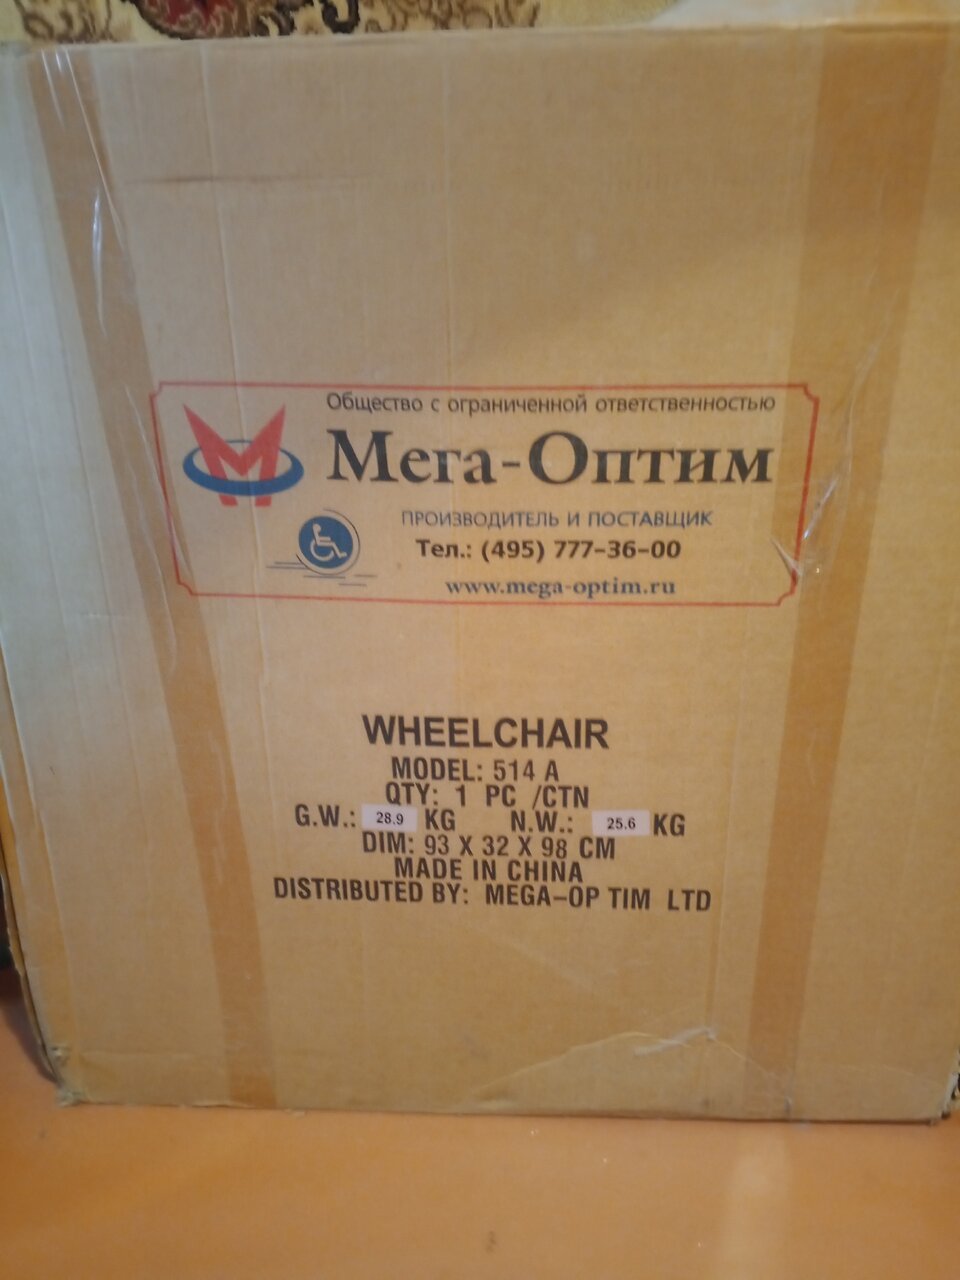 Общество с ограниченной ответственностью
Мега-Оптим
ПРОИЗВОДИТЕЛЬ И ПОСТАВЩИК
Тел.: (495) 777-36-00
www.mega-optim.ru
WHEELCHAIR
MODEL: 514 A
QTY: 1 PC /CTN
G.W.: 28.9 KG N.W.: 25.6 KG
DIM: 93 X 32 X 98 CM
MADE IN CHINA
DISTRIBUTED BY: MEGA-OP TIM LTD